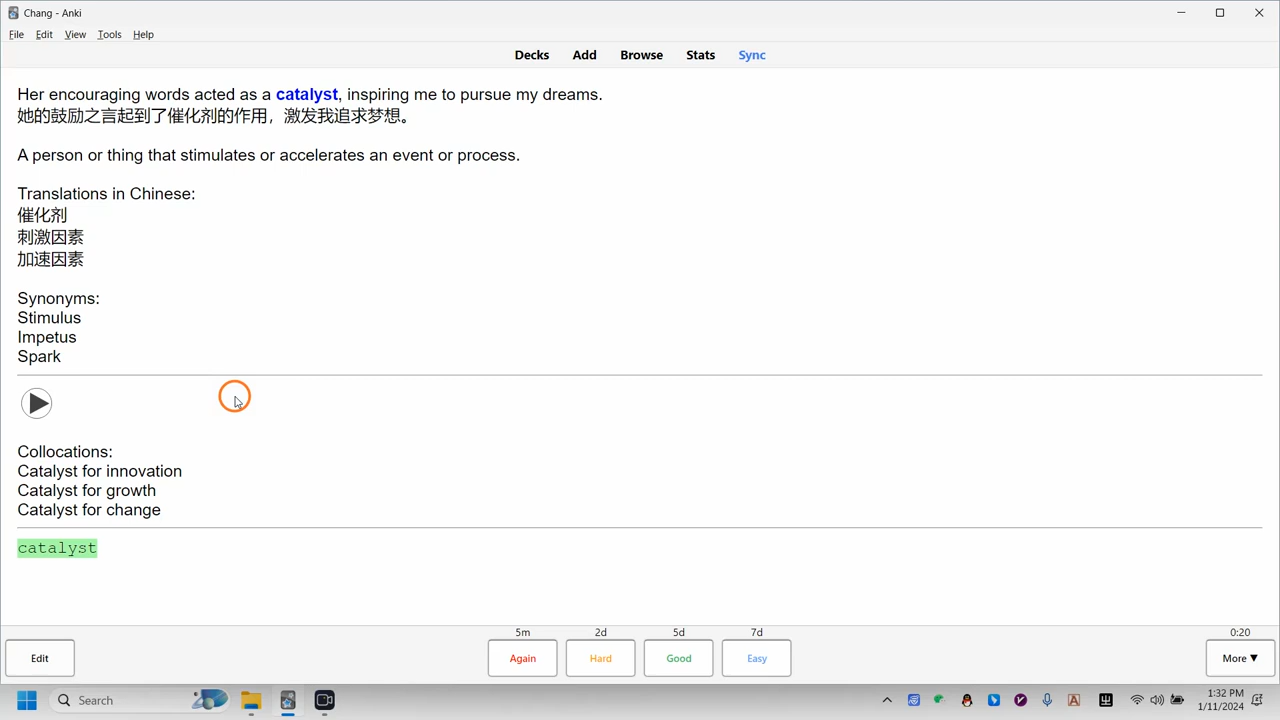 Chang - Anki
File Edit View Tools Help
Decks Add Browse Stats Sync
Her encouraging words acted as a catalyst, inspiring me to pursue my dreams.
她的鼓励之言起到了催化剂的作用，激发我追求梦想。
A person or thing that stimulates or accelerates an event or process.
Translations in Chinese:
催化剂
刺激因素
加速因素
Synonyms:
Stimulus
Impetus
Spark
Collocations:
Catalyst for innovation
Catalyst for growth
Catalyst for change
catalyst
5m 2d 5d 7d 0:20
Edit Again Hard Good Easy More ▼
Search
1:32 PM
1/11/2024